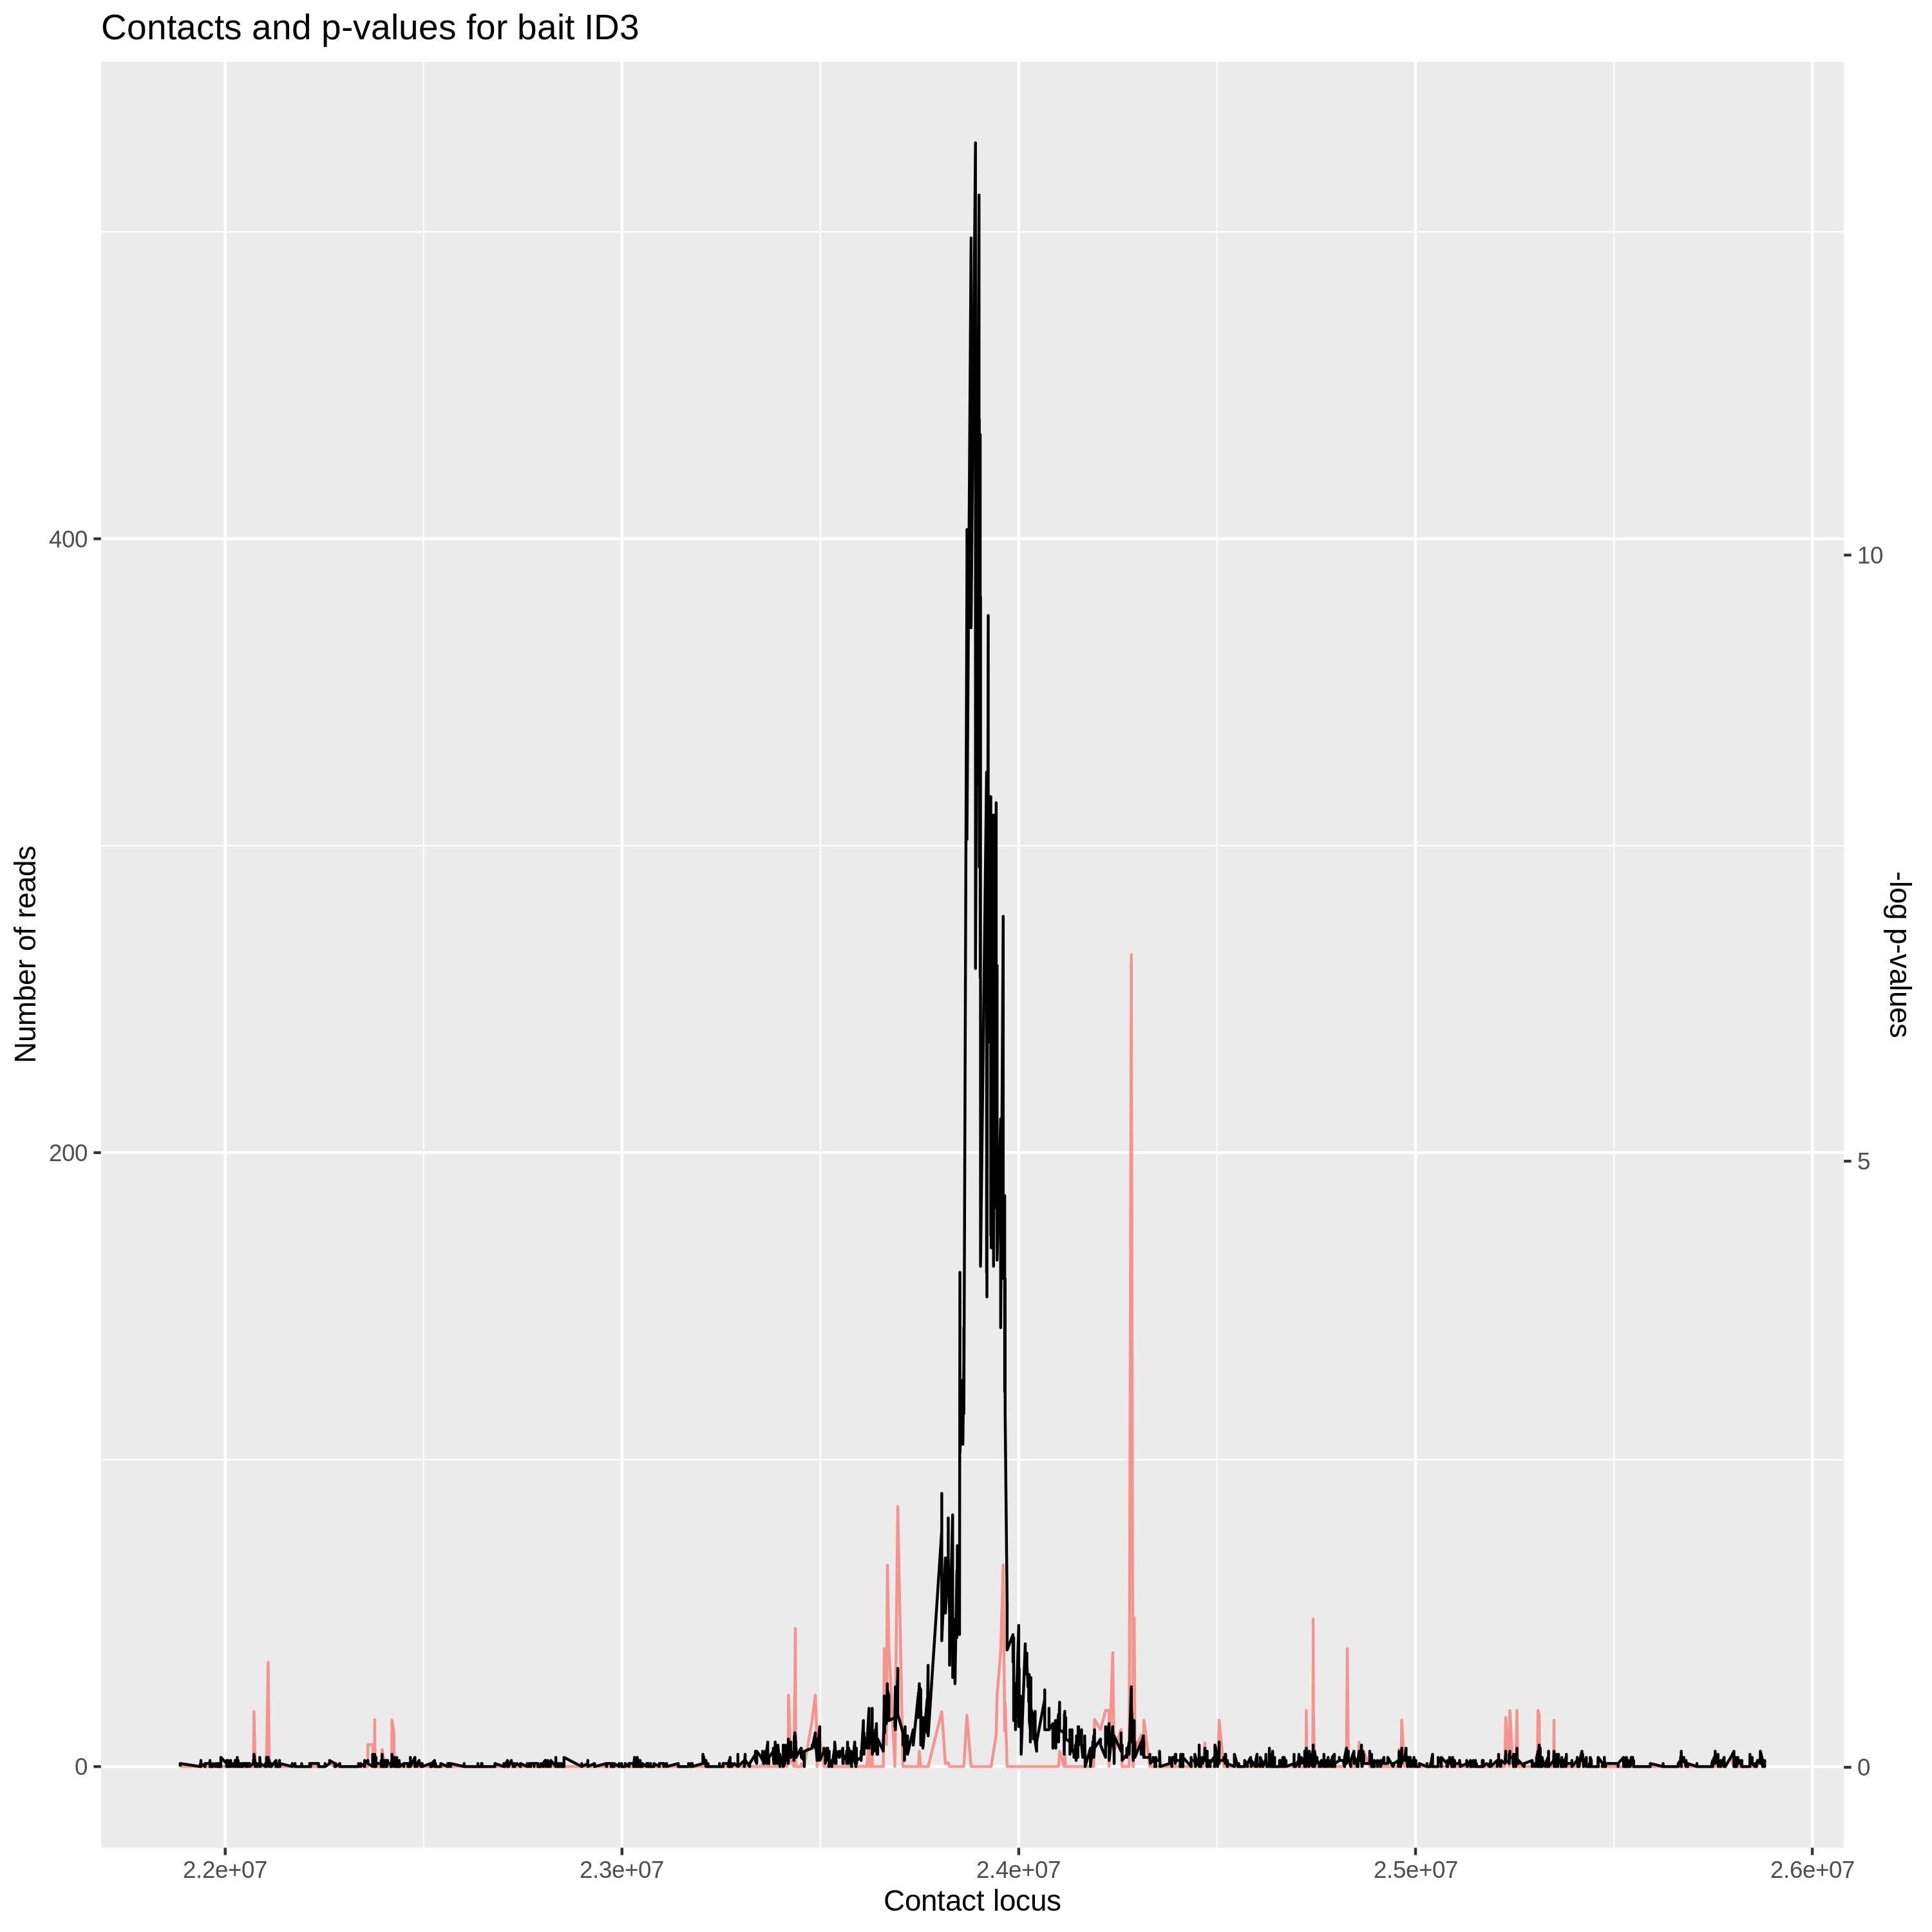 Contacts and p-values for bait ID3
Number of reads
400
200
0
10
5
0
-log p-values
2.2e+07
2.3e+07
2.4e+07
2.5e+07
2.6e+07
Contact locus